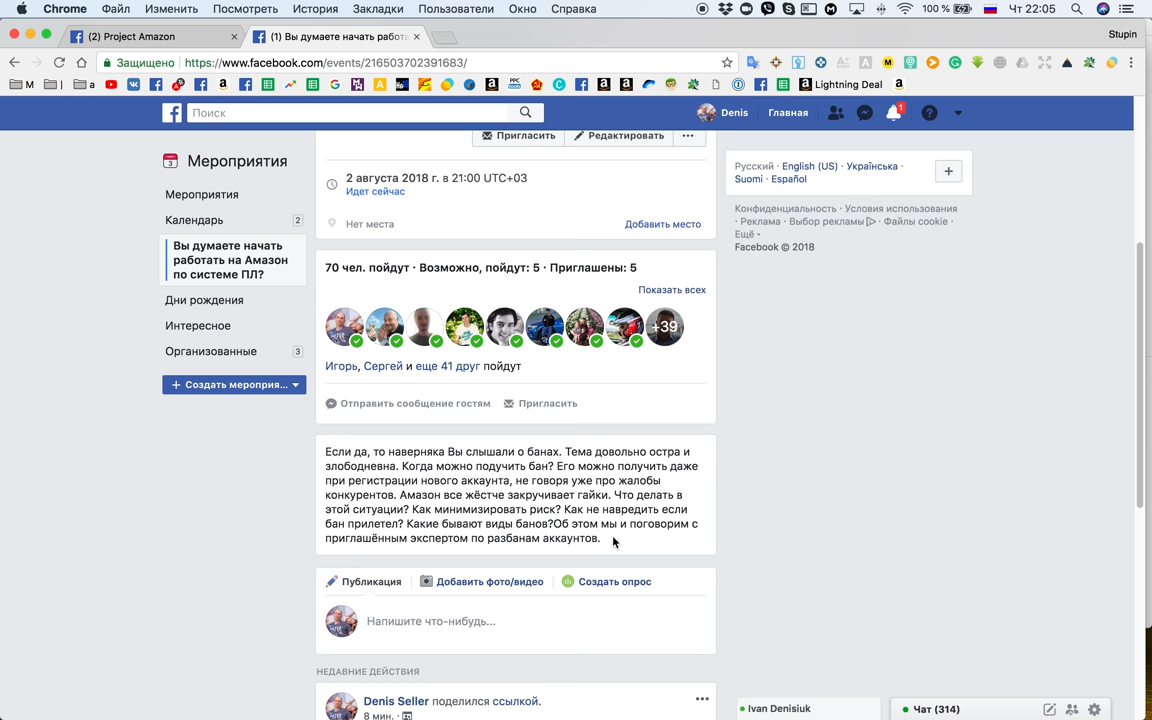 Chrome Файл Изменить Просмотреть История Закладки Пользователи Окно Справка 100 % Чт 22:05
(2) Project Amazon
(1) Вы думаете начать работа
Stupin
Защищено https://www.facebook.com/events/216503702391683/
М
a
Lightning Deal
Поиск
Denis Главная 1
Пригласить Редактировать
Мероприятия
Мероприятия
Календарь 2
Вы думаете начать
работать на Амазон
по системе ПЛ?
Дни рождения
Интересное
Организованные 3
+ Создать мероприя...
2 августа 2018 г. в 21:00 UTC+03
Идет сейчас
Нет места Добавить место
70 чел. пойдут · Возможно, пойдут: 5 · Приглашены: 5
Показать всех
+39
Игорь, Сергей и еще 41 друг пойдут
Отправить сообщение гостям Пригласить
Если да, то наверняка Вы слышали о банах. Тема довольно остра и
злободневна. Когда можно подучить бан? Его можно получить даже
при регистрации нового аккаунта, не говоря уже про жалобы
конкурентов. Амазон все жёстче закручивает гайки. Что делать в
этой ситуации? Как минимизировать риск? Как не навредить если
бан прилетел? Какие бывают виды банов?Об этом мы и поговорим с
приглашённым экспертом по разбанам аккаунтов.
Публикация Добавить фото/видео Создать опрос
Напишите что-нибудь...
НЕДАВНИЕ ДЕЙСТВИЯ
Denis Seller поделился ссылкой.
8 мин. ·
Русский · English (US) · Українська ·
Suomi · Español
Конфиденциальность · Условия использования
· Реклама · Выбор рекламы · Файлы cookie ·
Ещё
Facebook © 2018
Ivan Denisiuk
Чат (314)